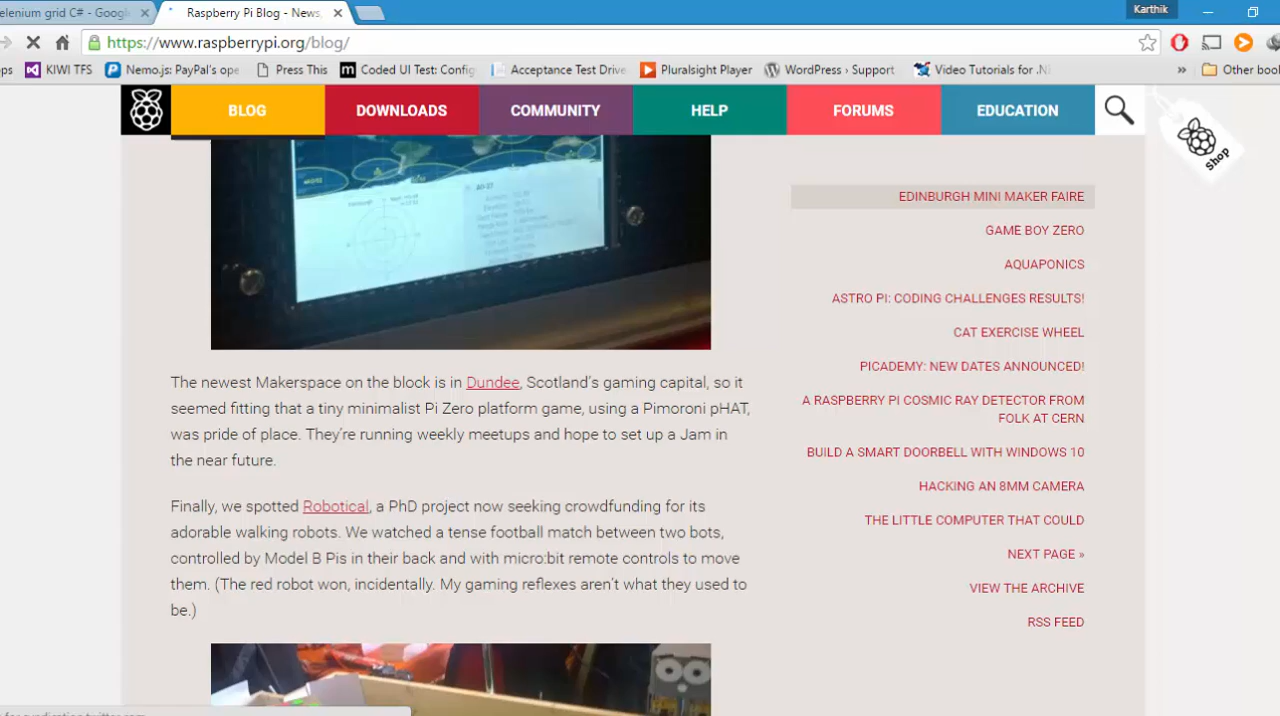 elenium grid C# - Googl
Raspberry Pi Blog - News,
Karthik
https://www.raspberrypi.org/blog/
ps
KIWI TFS
Nemo.js: PayPal's ope
Press This
Coded UI Test: Config
Acceptance Test Drive
Pluralsight Player
WordPress › Support
Video Tutorials for .N
»
Other book
BLOG
DOWNLOADS
COMMUNITY
HELP
FORUMS
EDUCATION
Shop
EDINBURGH MINI MAKER FAIRE
GAME BOY ZERO
AQUAPONICS
ASTRO PI: CODING CHALLENGES RESULTS!
CAT EXERCISE WHEEL
PICADEMY: NEW DATES ANNOUNCED!
A RASPBERRY PI COSMIC RAY DETECTOR FROM
FOLK AT CERN
BUILD A SMART DOORBELL WITH WINDOWS 10
HACKING AN 8MM CAMERA
THE LITTLE COMPUTER THAT COULD
NEXT PAGE »
VIEW THE ARCHIVE
RSS FEED
The newest Makerspace on the block is in Dundee, Scotland's gaming capital, so it
seemed fitting that a tiny minimalist Pi Zero platform game, using a Pimoroni pHAT,
was pride of place. They're running weekly meetups and hope to set up a Jam in
the near future.
Finally, we spotted Robotical, a PhD project now seeking crowdfunding for its
adorable walking robots. We watched a tense football match between two bots,
controlled by Model B Pis in their back and with micro:bit remote controls to move
them. (The red robot won, incidentally. My gaming reflexes aren't what they used to
be.)